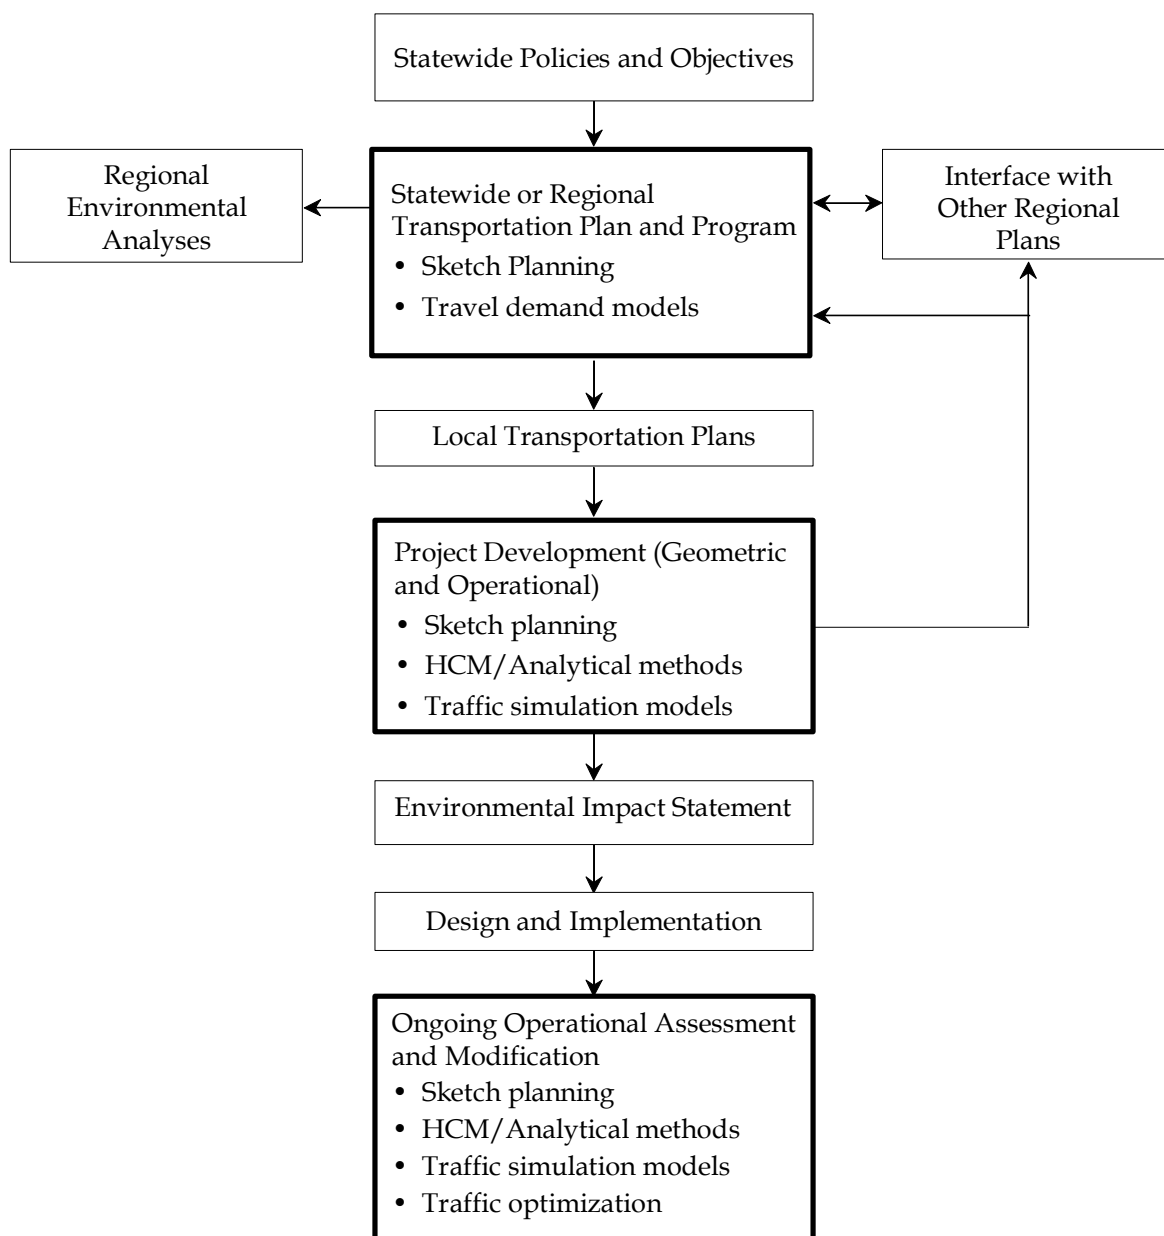 Statewide Policies and Objectives
Regional
Environmental
Analyses
Statewide or Regional
Transportation Plan and Program
• Sketch Planning
• Travel demand models
Interface with
Other Regional
Plans
Local Transportation Plans
Project Development (Geometric
and Operational)
• Sketch planning
• HCM/Analytical methods
• Traffic simulation models
Environmental Impact Statement
Design and Implementation
Ongoing Operational Assessment
and Modification
• Sketch planning
• HCM/Analytical methods
• Traffic simulation models
• Traffic optimization